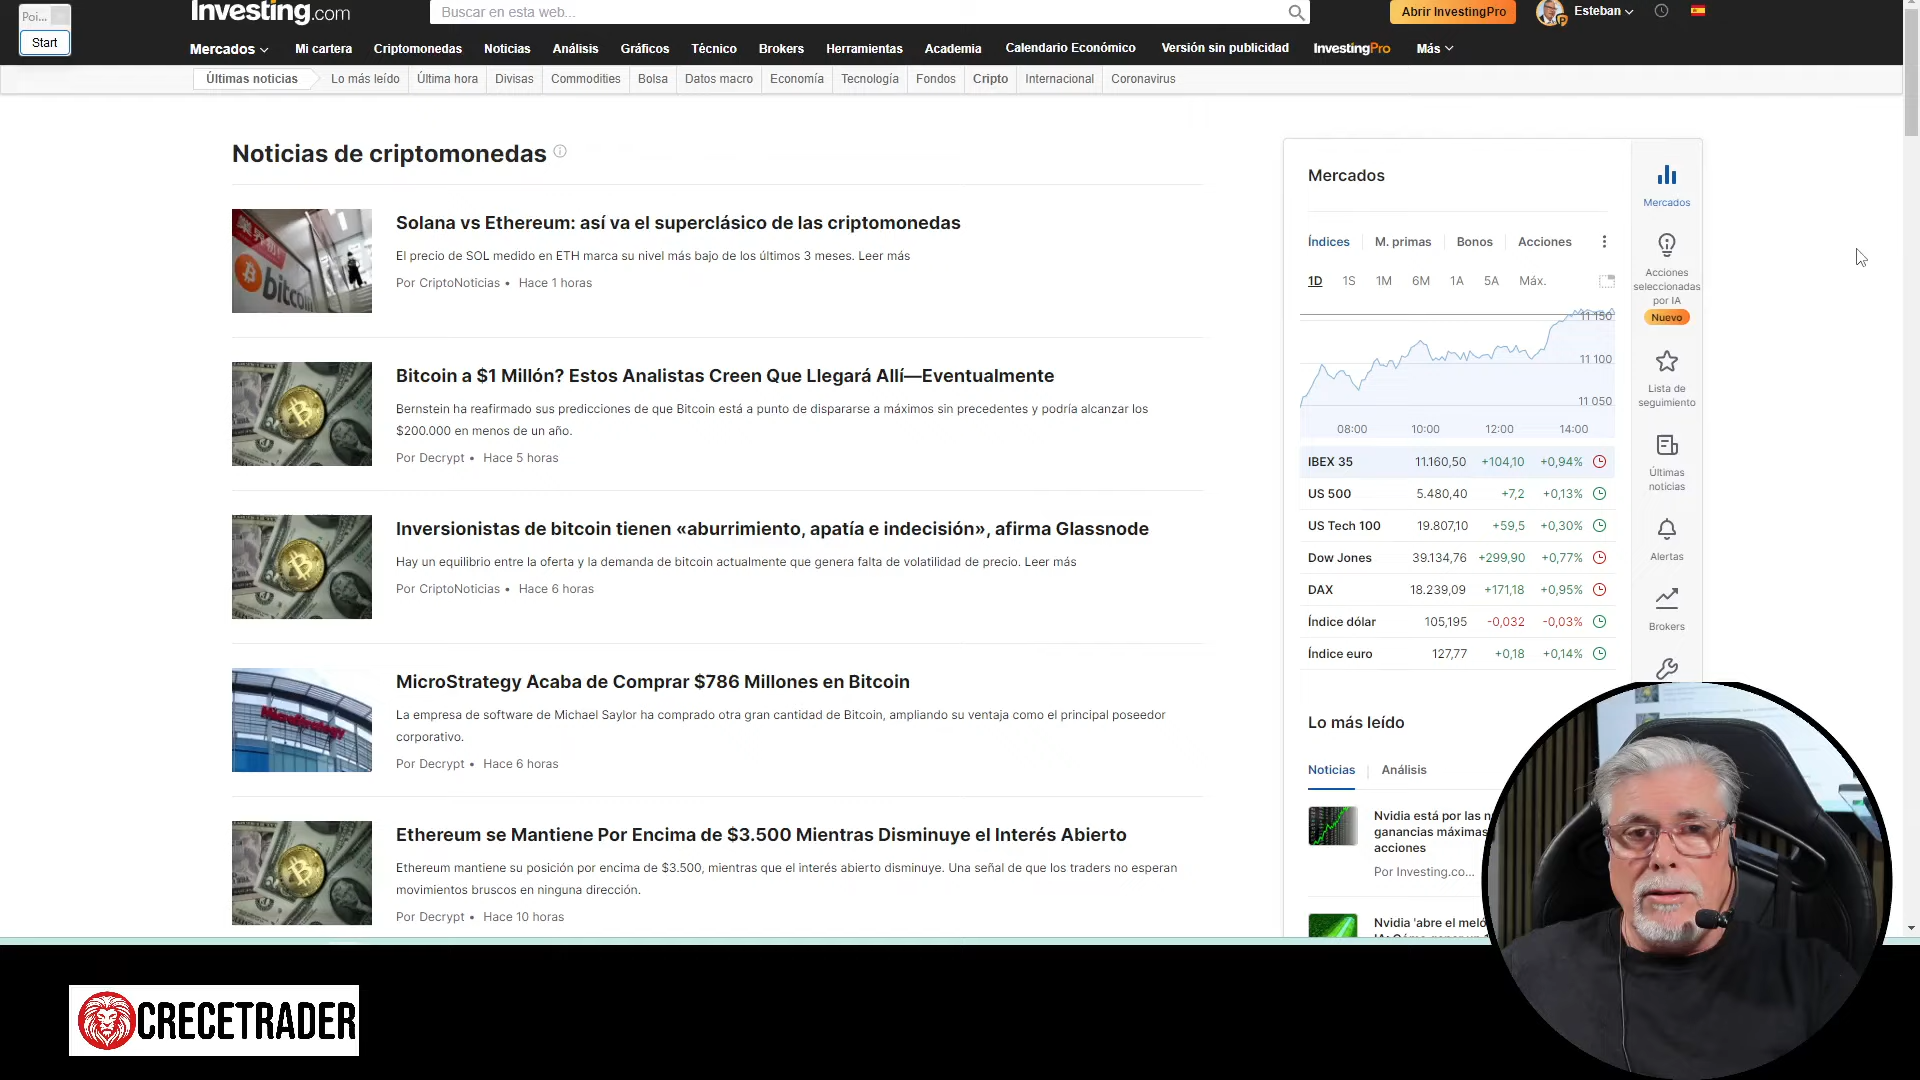 Poi...
Start
Investing.com
Buscar en esta web...
Abrir InvestingPro
Esteban
Mercados
Mi cartera
Criptomonedas
Noticias
Análisis
Gráficos
Técnico
Brokers
Herramientas
Academia
Calendario Económico
Versión sin publicidad
InvestingPro
Más
Últimas noticias
Lo más leído
Última hora
Divisas
Commodities
Bolsa
Datos macro
Economía
Tecnología
Fondos
Cripto
Internacional
Coronavirus
Noticias de criptomonedas
Solana vs Ethereum: así va el superclásico de las criptomonedas
El precio de SOL medido en ETH marca su nivel más bajo de los últimos 3 meses. Leer más
Por CriptoNoticias • Hace 1 horas
bitcoin
Bitcoin a $1 Millón? Estos Analistas Creen Que Llegará Allí—Eventualmente
Bernstein ha reafirmado sus predicciones de que Bitcoin está a punto de dispararse a máximos sin precedentes y podría alcanzar los
$200.000 en menos de un año.
Por Decrypt • Hace 5 horas
Inversionistas de bitcoin tienen «aburrimiento, apatía e indecisión», afirma Glassnode
Hay un equilibrio entre la oferta y la demanda de bitcoin actualmente que genera falta de volatilidad de precio. Leer más
Por CriptoNoticias • Hace 6 horas
MicroStrategy Acaba de Comprar $786 Millones en Bitcoin
La empresa de software de Michael Saylor ha comprado otra gran cantidad de Bitcoin, ampliando su ventaja como el principal poseedor
corporativo.
Por Decrypt • Hace 6 horas
MicroStrategy
Ethereum se Mantiene Por Encima de $3.500 Mientras Disminuye el Interés Abierto
Ethereum mantiene su posición por encima de $3.500, mientras que el interés abierto disminuye. Una señal de que los traders no esperan
movimientos bruscos en ninguna dirección.
Por Decrypt • Hace 10 horas
Mercados
Índices
M. primas
Bonos
Acciones
1D
1S
1M
6M
1A
5A
Máx.
11 150
11 100
11 050
08:00
10:00
12:00
14:00
IBEX 35 11.160,50 +104,10 +0,94%
US 500 5.480,40 +7,2 +0,13%
US Tech 100 19.807,10 +59,5 +0,30%
Dow Jones 39.134,76 +299,90 +0,77%
DAX 18.239,09 +171,18 +0,95%
Índice dólar 105,195 -0,032 -0,03%
Índice euro 127,77 +0,18 +0,14%
Lo más leído
Noticias
Análisis
Nvidia está por las n
ganancias máximas
acciones
Por Investing.co...
Nvidia 'abre el meló
Mercados
Acciones
seleccionadas
por IA
Nuevo
Lista de
seguimiento
Últimas
noticias
Alertas
Brokers
CRECETRADER